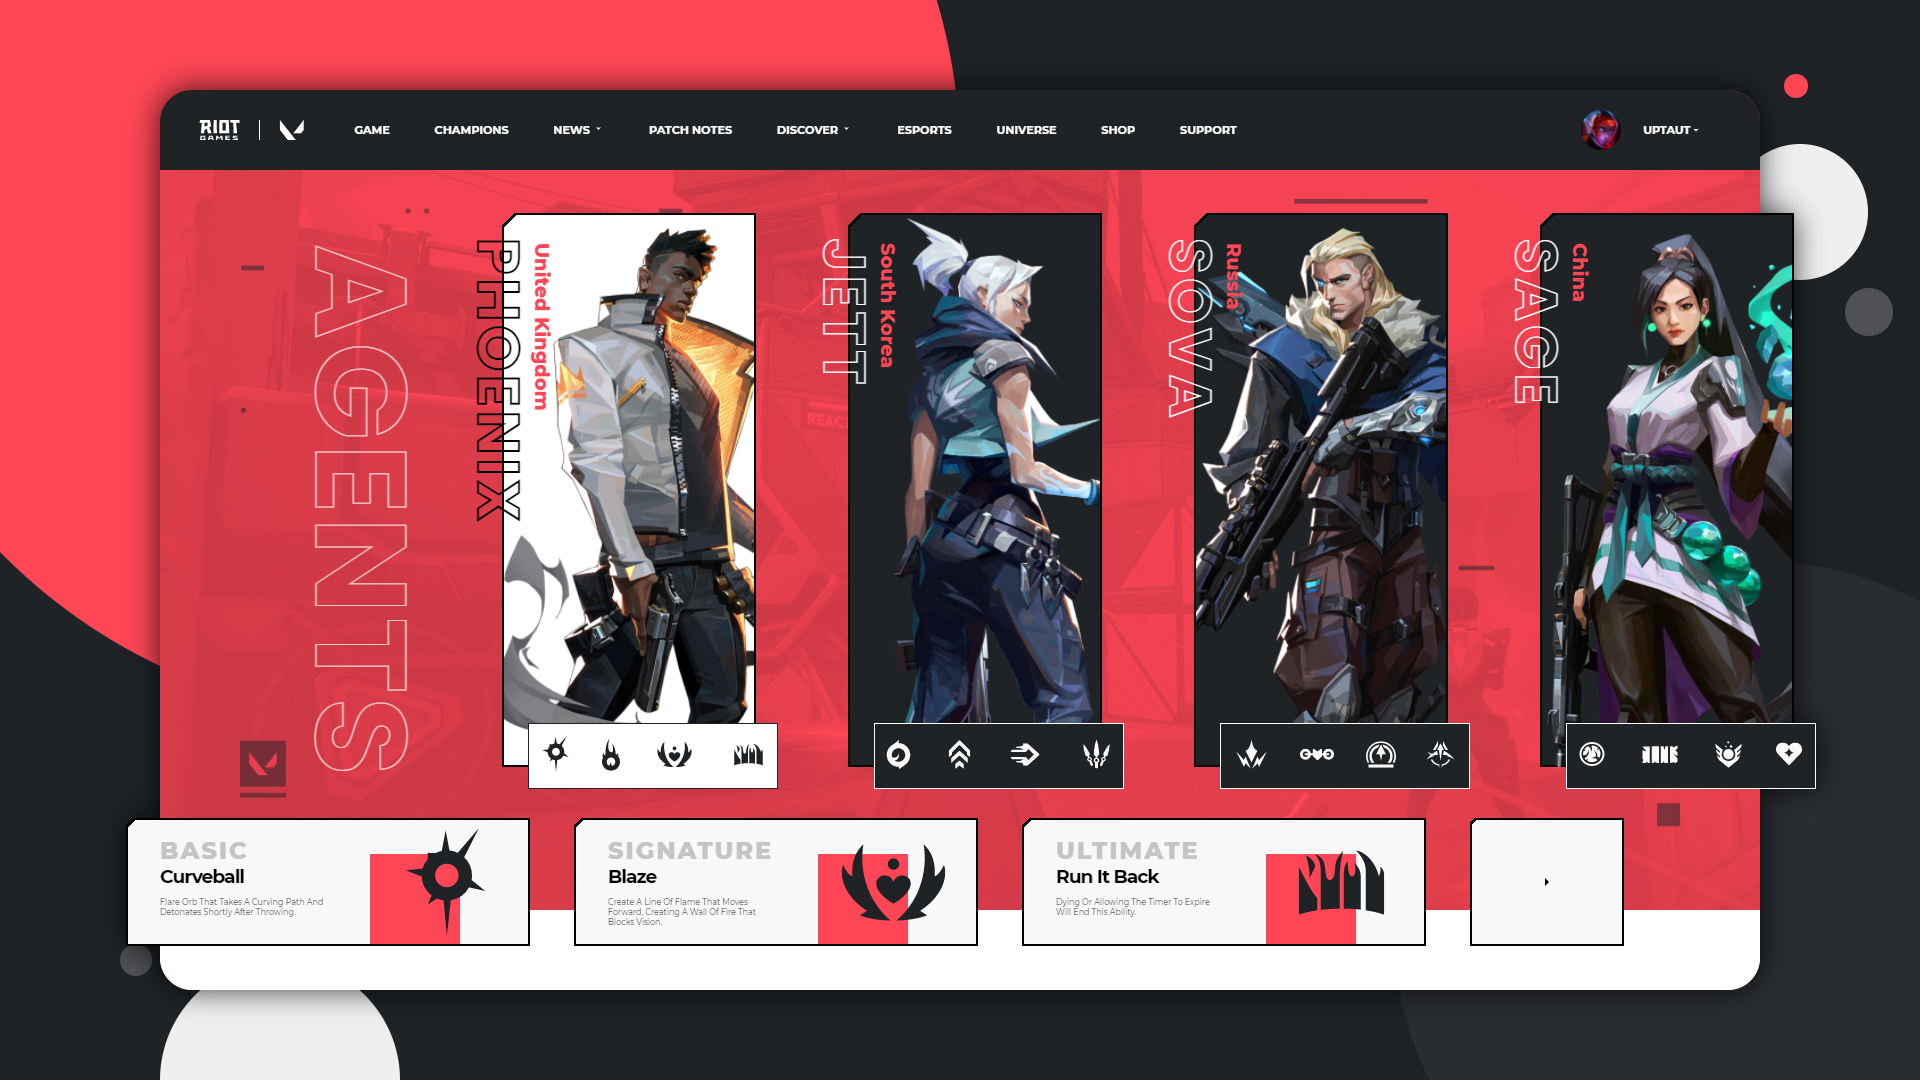 RIOT
GAMES
GAME
CHAMPIONS
NEWS
PATCH NOTES
DISCOVER
ESPORTS
UNIVERSE
SHOP
SUPPORT
UPTAUT
AGENTS
PHOENIX
United Kingdom
JETT
South Korea
SOVA
Russia
SAGE
China
REACT
BASIC
Curveball
Flare Orb That Takes A Curving Path And
Detonates Shortly After Throwing.
SIGNATURE
Blaze
Create A Line Of Flame That Moves
Forward, Creating A Wall Of Fire That
Blocks Vision.
ULTIMATE
Run It Back
Dying Or Allowing The Timer To Expire
Will End This Ability.